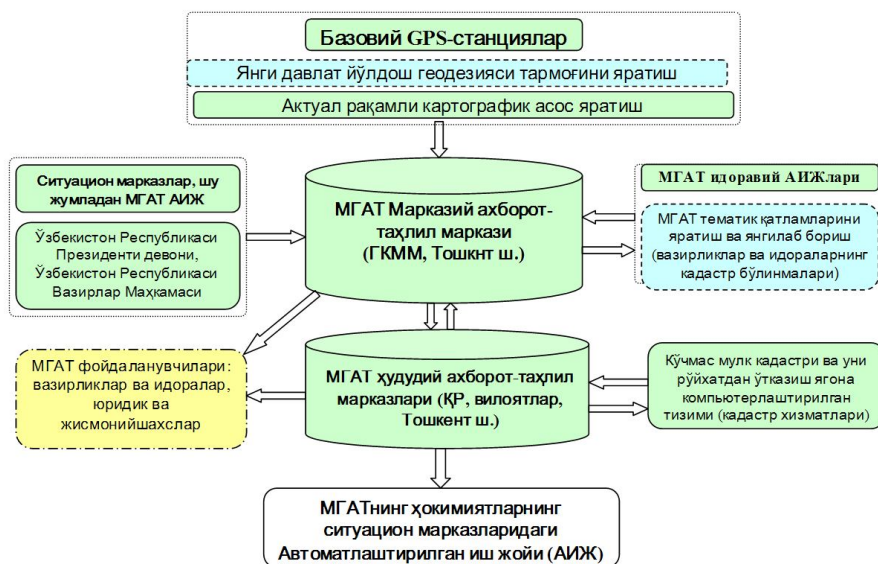 Базовий GPS-станциялар
Янги давлат йўлдош геодезияси тармоғини яратиш
Актуал рақамли картографик асос яратиш
Ситуацион марказлар, шу
жумладан МГАТ АИЖ
Ўзбекистон Республикаси
Президенти девони,
Ўзбекистон Республикаси
Вазирлар Маҳкамаси
МГАТ Марказий ахборот-
таҳлил маркази
(ГКММ, Тошкнт ш.)
МГАТ идоравий АИЖлари
МГАТ тематик қатламларини
яратиш ва янгилаб бориш
(вазирликлар ва идораларнинг
кадастр бўлинмалари)
МГАТ фойдаланувчилари:
вазирликлар ва идоралар,
юридик ва
жисмонийшахслар
МГАТ ҳудудий ахборот-таҳлил
марказлари (ҚР, вилоятлар,
Тошкент ш.)
Кўчмас мулк кадастри ва уни
рўйхатдан ўтказиш ягона
компьютерлаштирилган
тизими (кадастр хизматлари)
МГАТнинг ҳокимиятларнинг
ситуацион марказларидаги
Автоматлаштирилган иш жойи (АИЖ)